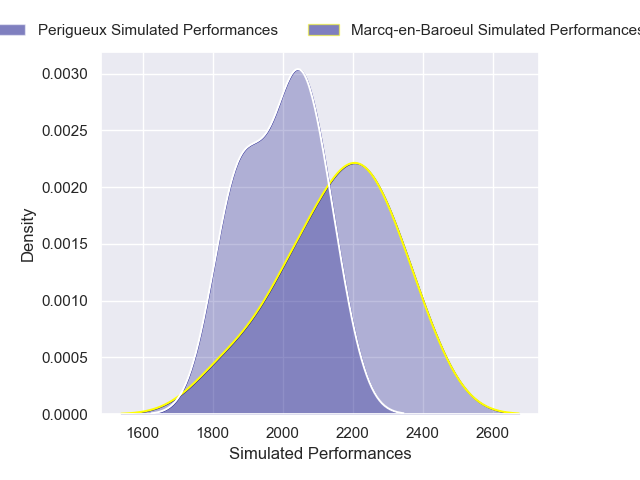 Perigueux Simulated Performances Marcq-en-Baroeul Simulated Performances
0.0030
0.0025
0.0020
0.0015
0.0010
0.0005
0.0000
Density
1600 1800 2000 2200 2400 2600
Simulated Performances